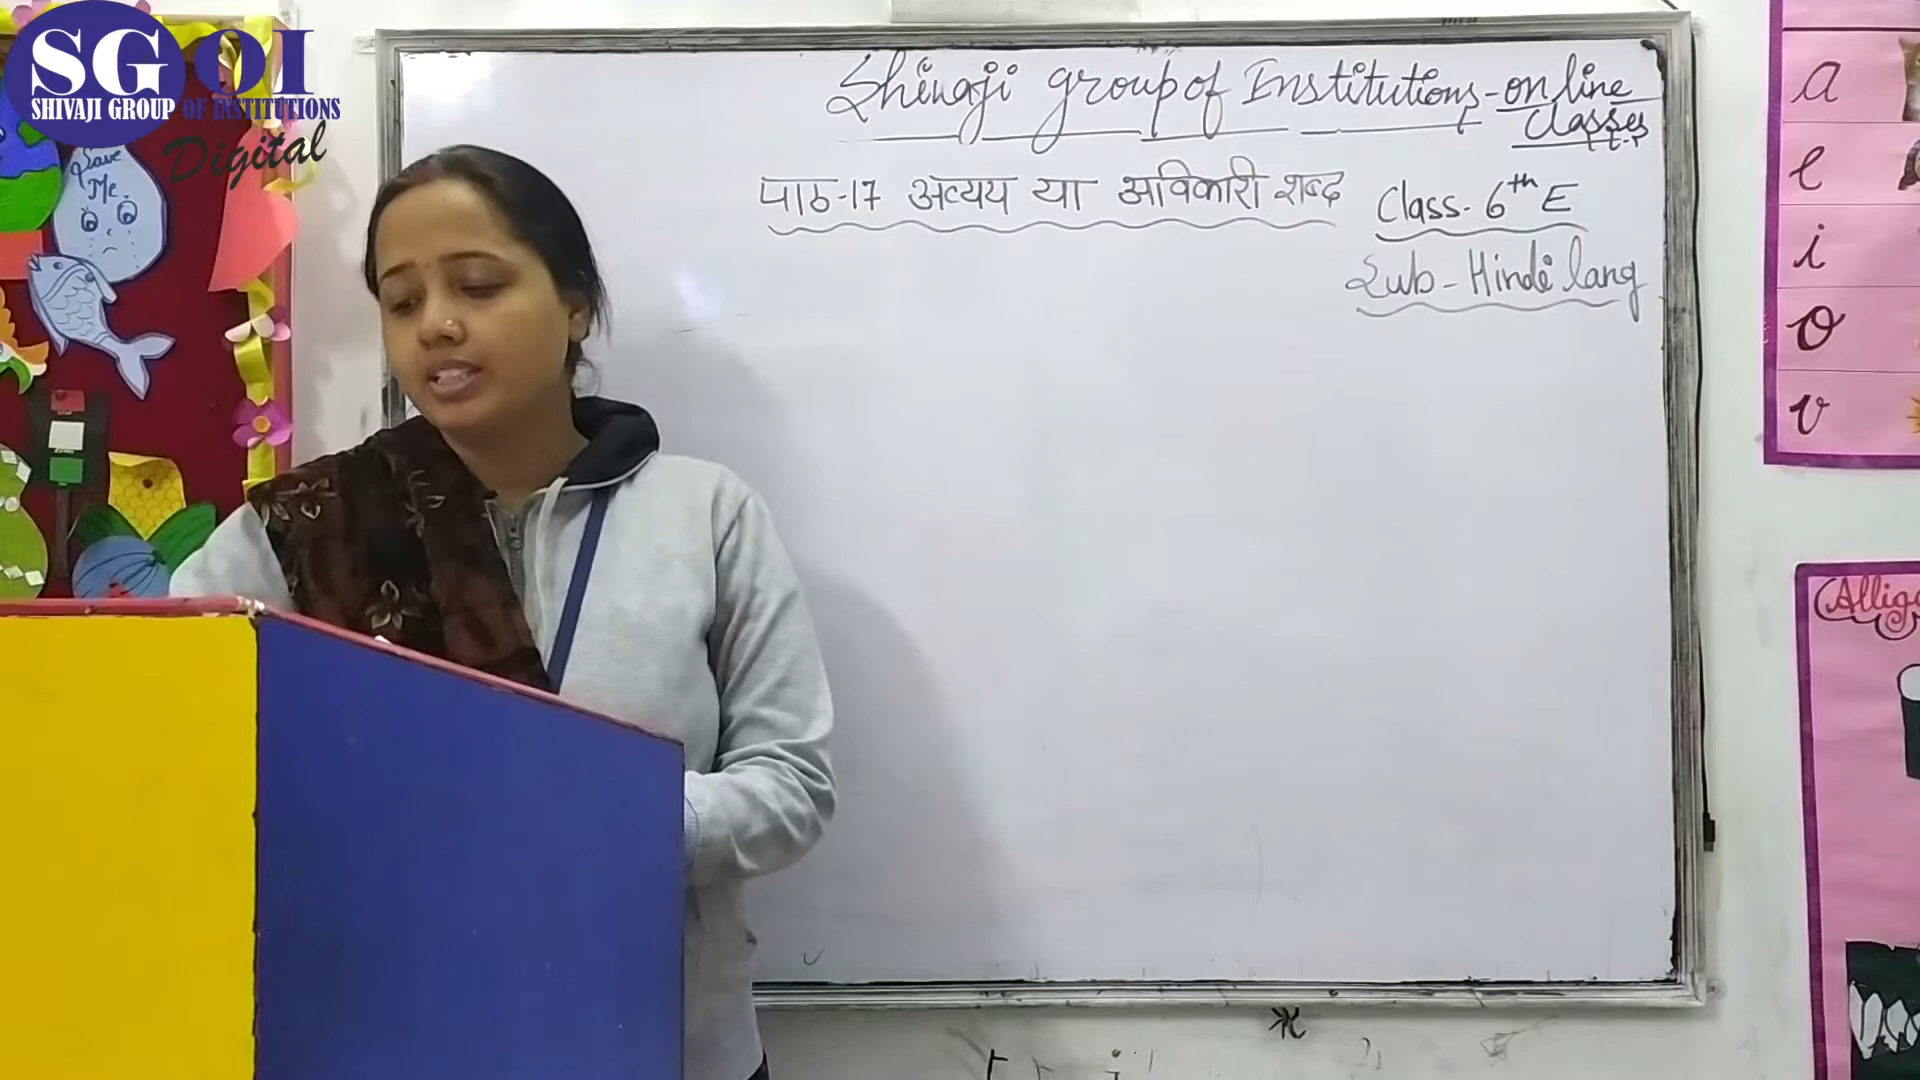 SGOI
SHIVAJI GROUP OF INSTITUTIONS
Digital
Save
Me.
Shivaji group of Institutions - online
Classes
पाठ-17 अव्यय या अविकारी शब्द
Class- 6th E
Sub - Hindi lang
a
e
i
o
v